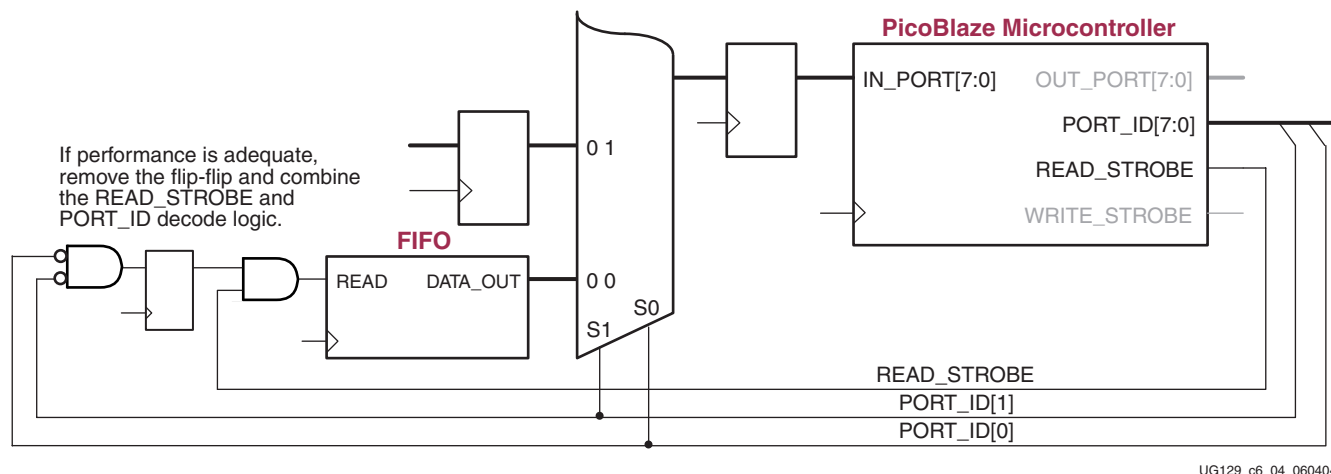 PicoBlaze Microcontroller
IN_PORT[7:0]
OUT_PORT[7:0]
PORT_ID[7:0]
READ_STROBE
WRITE_STROBE
0 1
If performance is adequate,
remove the flip-flip and combine
the READ_STROBE and
PORT_ID decode logic.
FIFO
READ
DATA_OUT
0 0
S0
S1
READ_STROBE
PORT_ID[1]
PORT_ID[0]